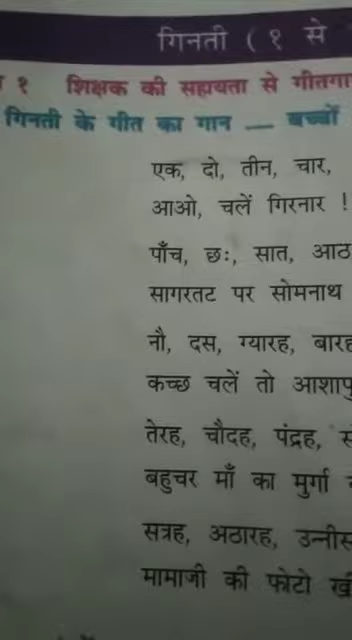 गिनती ( १ से
१ शिक्षक की सहायता से गीतगा
गिनती के गीत का गान — बच्चों
एक, दो, तीन, चार,
आओ, चलें गिरनार !
पाँच, छः, सात, आठ
सागरतट पर सोमनाथ
नौ, दस, ग्यारह, बारह
कच्छ चलें तो आशापु
तेरह, चौदह, पंद्रह,
बहुचर माँ का मुर्गा
सत्रह, अठारह, उन्नीस
मामाजी की फोटो खीं